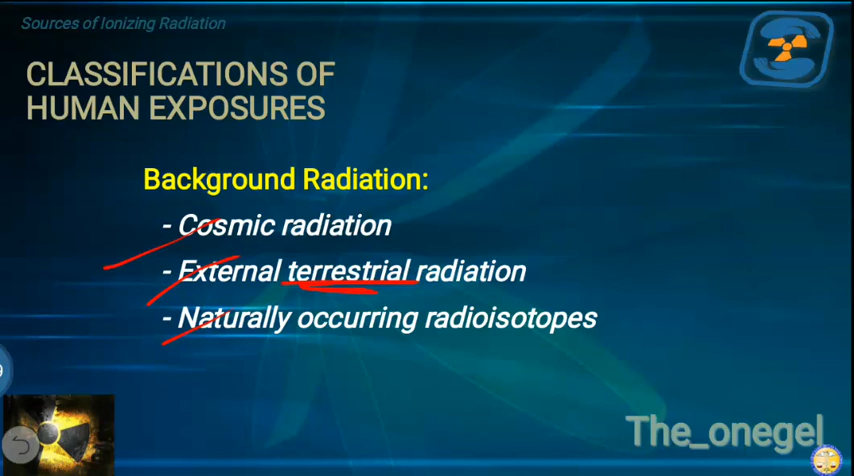 Sources of Ionizing Radiation
CLASSIFICATIONS OF
HUMAN EXPOSURES
Background Radiation:
- Cosmic radiation
- External terrestrial radiation
- Naturally occurring radioisotopes
9
The_onegel